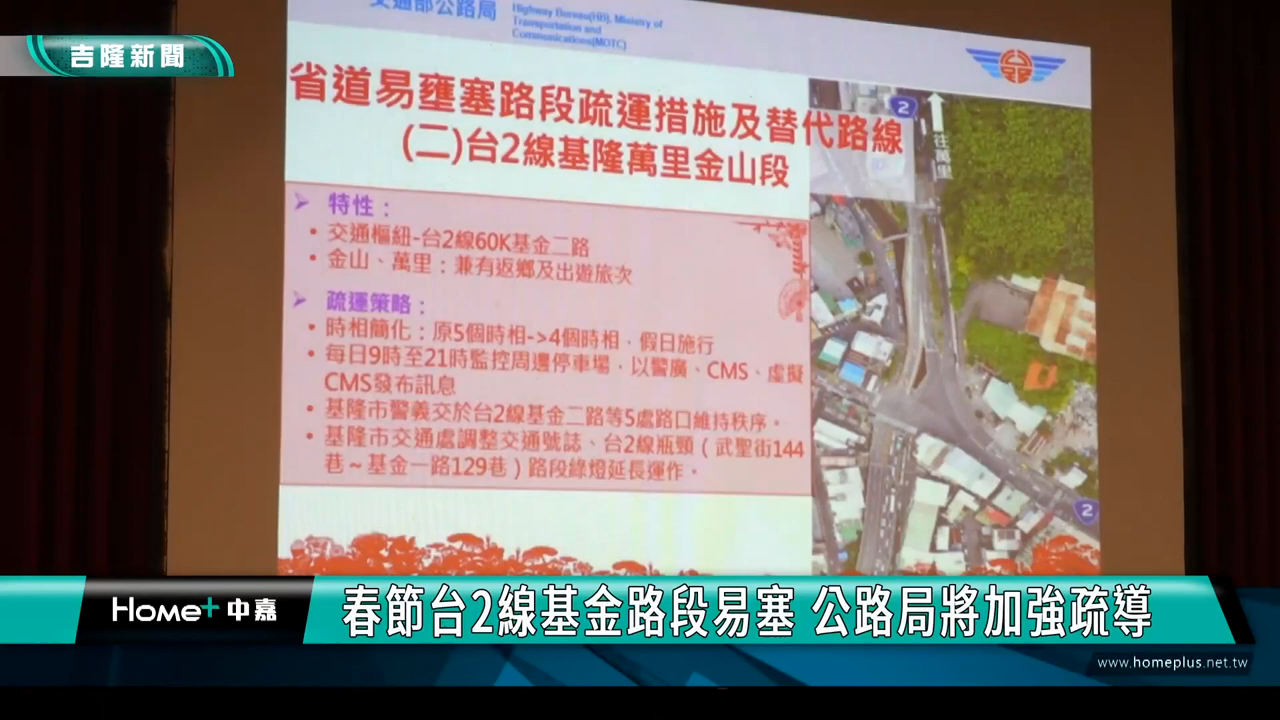 吉隆新聞
交通部公路局
Highway Bureau(HB), Ministry of
Transportation and
Communications(MOTC)
省道易壅塞路段疏運措施及替代路線
(二)台2線基隆萬里金山段
2
往萬里
➢ 特性：
• 交通樞紐-台2線60K基金二路
• 金山、萬里：兼有返鄉及出遊旅次
➢ 疏運策略：
• 時相簡化：原5個時相->4個時相，假日施行
• 每日9時至21時監控周邊停車場，以警廣、CMS、虛擬
CMS發布訊息
• 基隆市警義交於台2線基金二路等5處路口維持秩序。
• 基隆市交通處調整交通號誌、台2線瓶頸（武聖街144
巷～基金一路129巷）路段綠燈延長運作。
2
Home+中嘉
春節台2線基金路段易塞 公路局將加強疏導
www.homeplus.net.tw